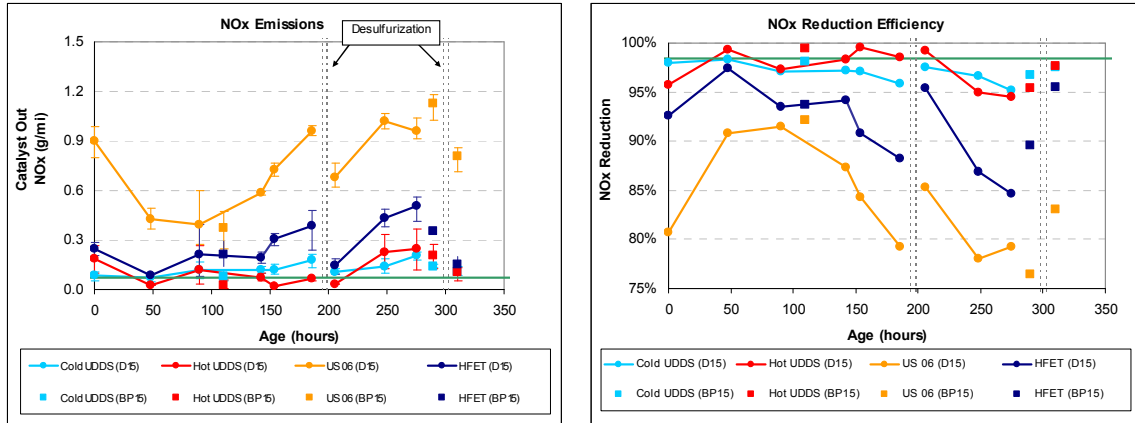 NOx Emissions
Desulfurization
1.5
1.2
0.9
0.6
0.3
0.0
Catalyst Out
NOx (g/mi)
0 50 100 150 200 250 300 350
Age (hours)
Cold UDDS (D15) Hot UDDS (D15) US 06 (D15) HFET (D15)
Cold UDDS (BP15) Hot UDDS (BP15) US 06 (BP15) HFET (BP15)
NOx Reduction Efficiency
100%
95%
90%
85%
80%
75%
NOx Reduction
0 50 100 150 200 250 300 350
Age (hours)
Cold UDDS (D15) Hot UDDS (D15) US 06 (D15) HFET (D15)
Cold UDDS (BP15) Hot UDDS (BP15) US 06 (BP15) HFET (BP15)